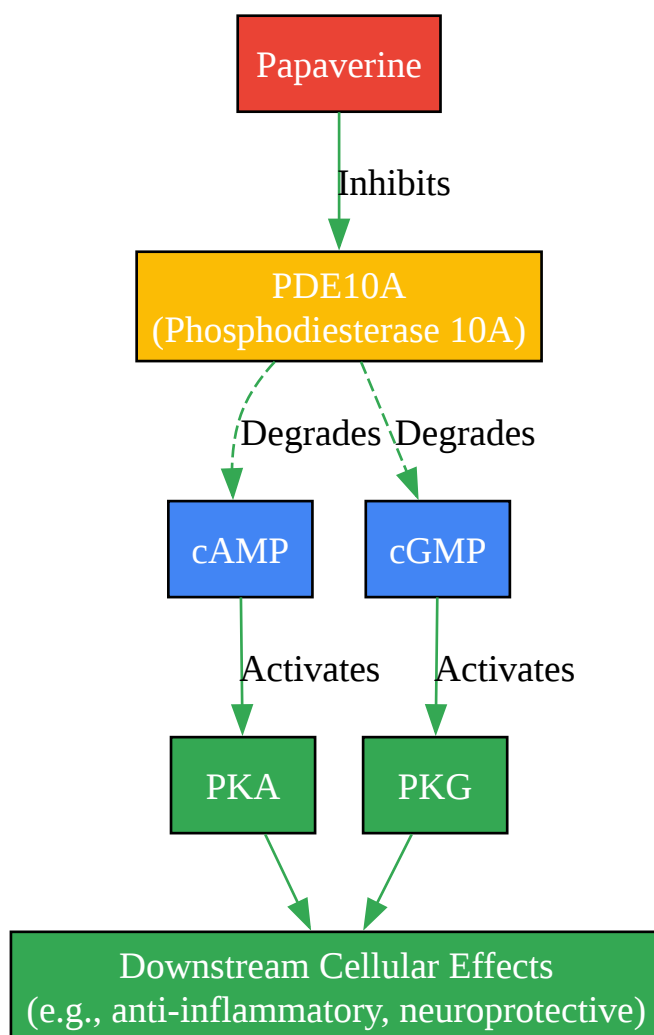 Papaverine
Inhibits
PDE10A
(Phosphodiesterase 10A)
Degrades
Degrades
cAMP
cGMP
Activates
Activates
PKA
PKG
Downstream Cellular Effects
(e.g., anti-inflammatory, neuroprotective)